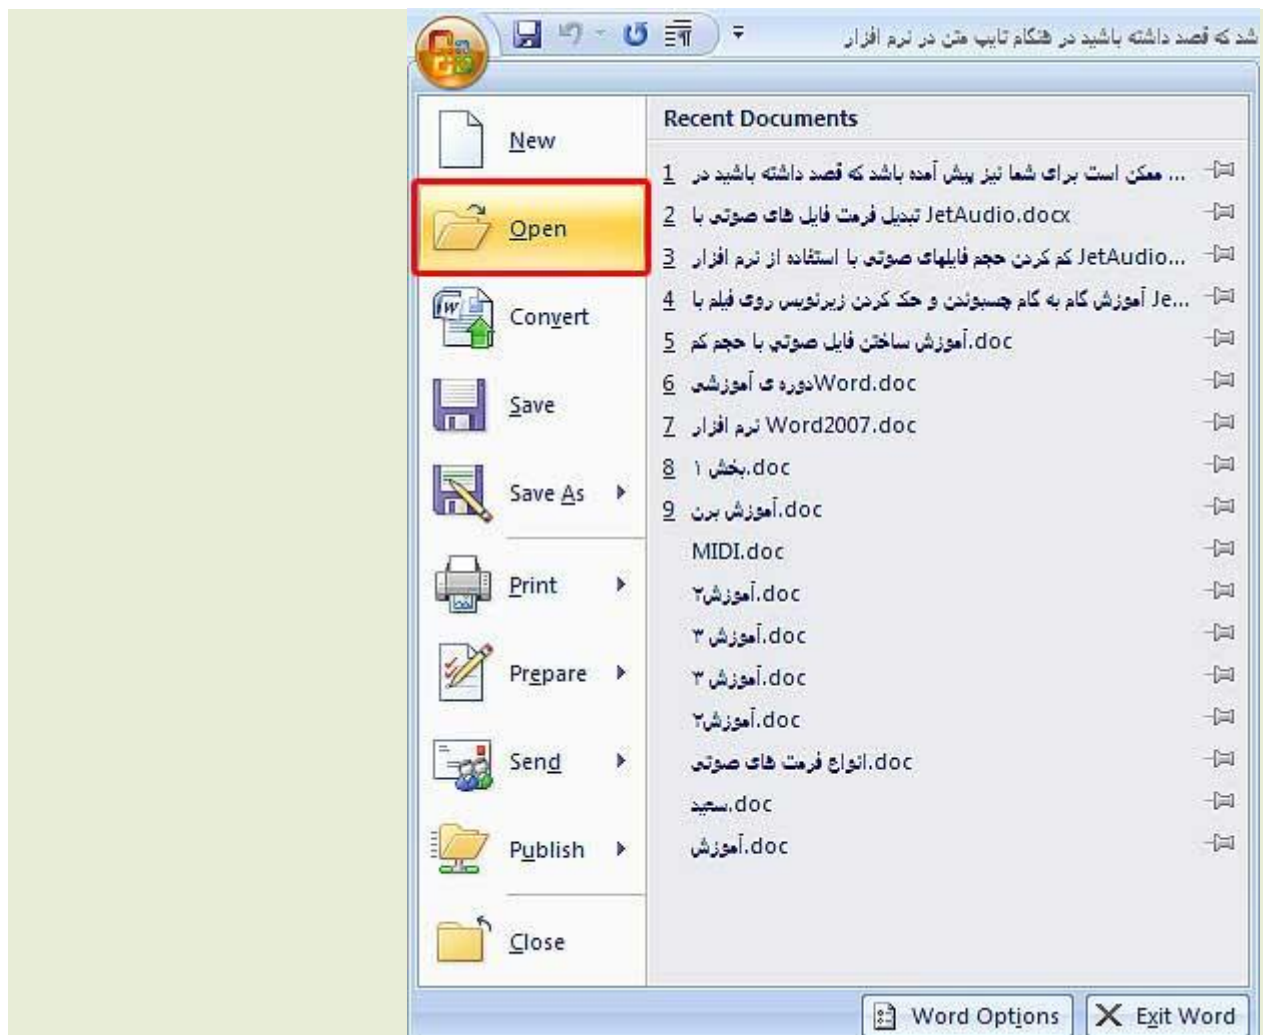 شد که قصد داشته باشید در هنگام تایپ متن در نرم افزار
New
Open
Convert
Save
Save As
Print
Prepare
Send
Publish
Close
Recent Documents
1 ممکن است برای شما نیز پیش آمده باشد که قصد داشته باشید در ...
2 تبدیل فرمت فایل های صوتی با JetAudio.docx
3 کم کردن حجم فایلهای صوتی با استفاده از نرم افزار JetAudio...
4 آموزش گام به گام چسبوندن و حک کردن زیرنویس روی فیلم با Je...
5 آموزش ساختن فایل صوتی با حجم کم.doc
6 دوره ی آموزشی Word.doc
7 نرم افزار Word2007.doc
8 بخش ۱.doc
9 آموزش برن.doc
MIDI.doc
آموزش۲.doc
آموزش ۳.doc
آموزش ۳.doc
آموزش۲.doc
انواع فرمت های صوتی.doc
سعید.doc
آموزش.doc
Word Options
Exit Word